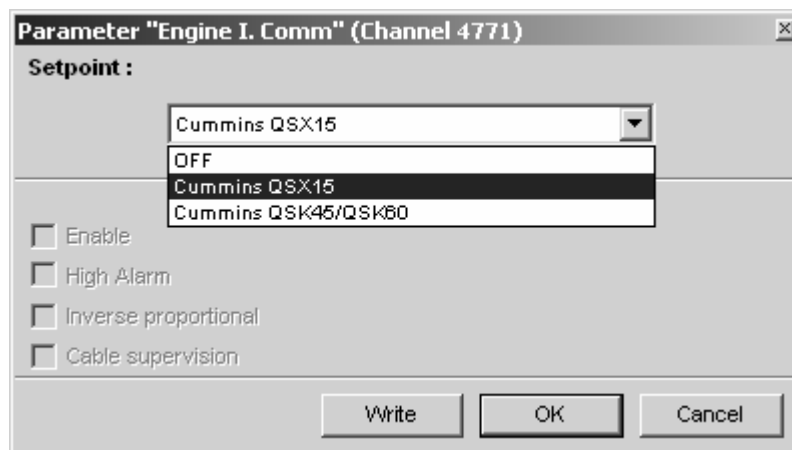 Parameter "Engine I. Comm" (Channel 4771)
Setpoint :
Cummins QSX15
OFF
Cummins QSX15
Cummins QSK45/QSK60
Enable
High Alarm
Inverse proportional
Cable supervision
Write OK Cancel